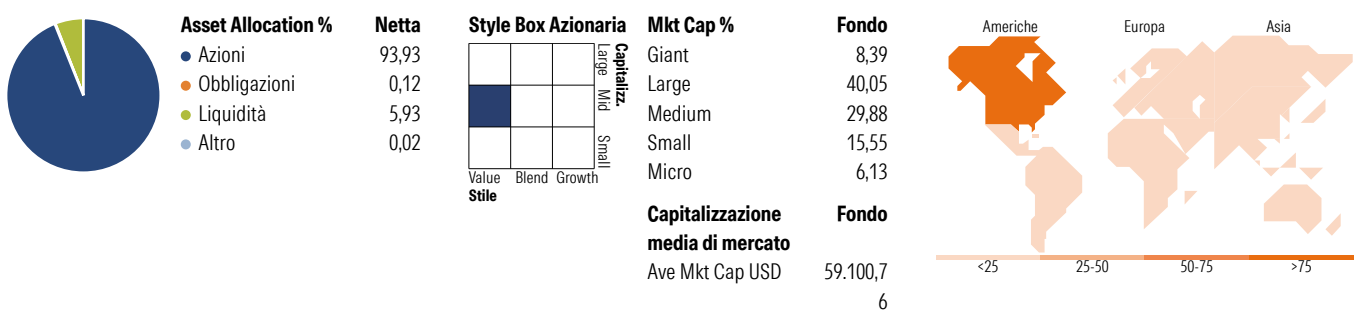 Asset Allocation % Netta
Azioni 93,93
Obbligazioni 0,12
Liquidità 5,93
Altro 0,02
Style Box Azionaria
Large
Mid
Small
Capitalizz.
Value Blend Growth
Stile
Mkt Cap % Fondo
Giant 8,39
Large 40,05
Medium 29,88
Small 15,55
Micro 6,13
Capitalizzazione Fondo
media di mercato
Ave Mkt Cap USD 59.100,7
6
Americhe Europa Asia
<25 25-50 50-75 >75